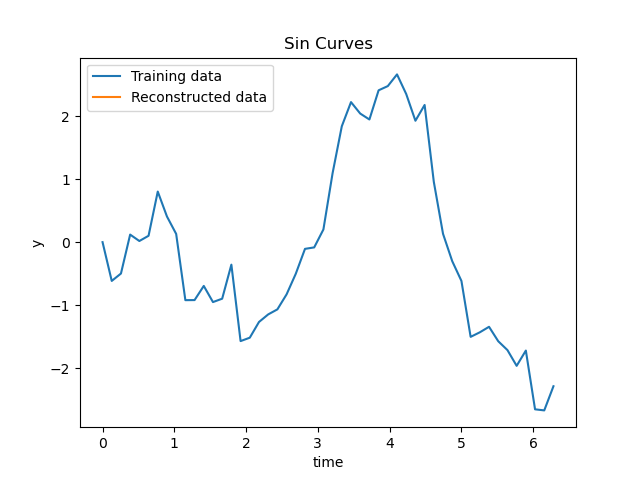 Sin Curves
Training data
Reconstructed data
y
2
1
0
−1
−2
0 1 2 3 4 5 6
time